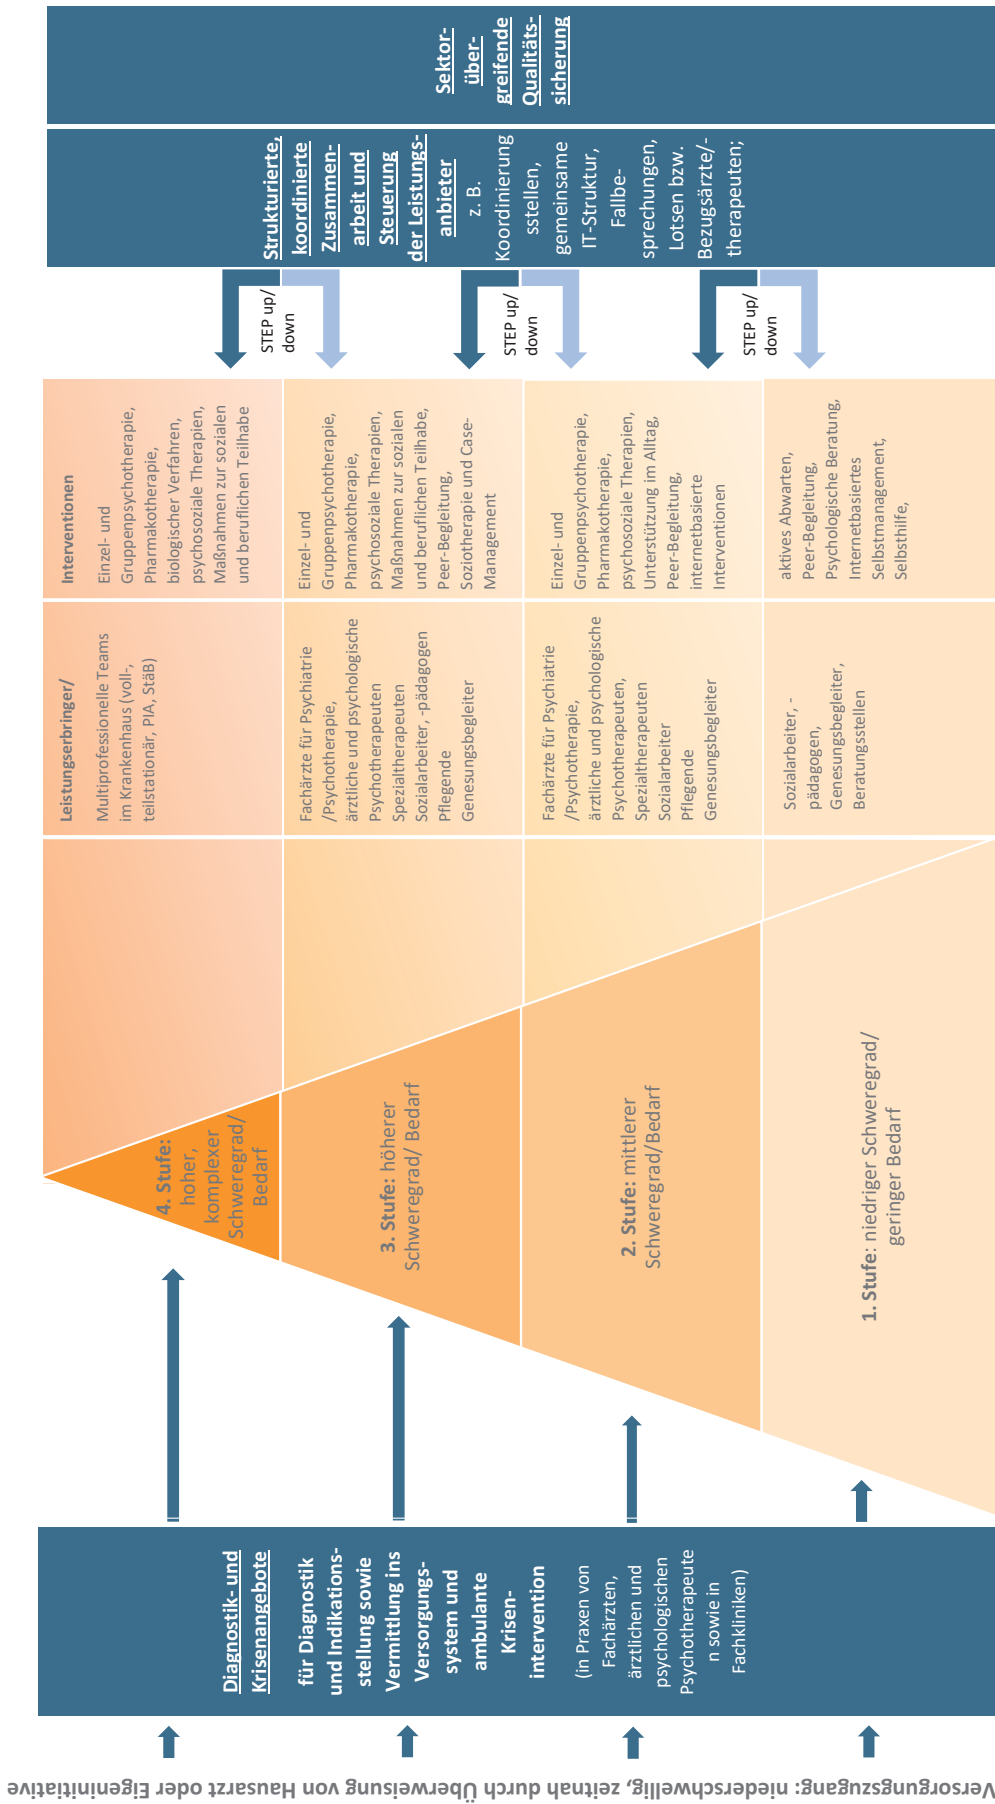 Versorgungszugang: niederschwellig, zeitnah durch Überweisung von Hausarzt oder Eigeninitiative
Diagnostik- und
Krisenangebote
für Diagnostik
und Indikations-
stellung sowie
Vermittlung ins
Versorgungs-
system und
ambulante
Krisen-
intervention
(in Praxen von
Fachärzten,
ärztlichen und
psychologischen
Psychotherapeute
n sowie in
Fachkliniken)
4. Stufe:
hoher,
komplexer
Schweregrad/
Bedarf
3. Stufe: höherer
Schweregrad/ Bedarf
2. Stufe: mittlerer
Schweregrad/Bedarf
1. Stufe: niedriger Schweregrad/
geringer Bedarf
Leistungserbringer/
Multiprofessionelle Teams
im Krankenhaus (voll-,
teilstationär, PIA, StäB)
Fachärzte für Psychiatrie
/Psychotherapie,
ärztliche und psychologische
Psychotherapeuten
Spezialtherapeuten
Sozialarbeiter, -pädagogen
Pflegende
Genesungsbegleiter
Fachärzte für Psychiatrie
/Psychotherapie,
ärztliche und psychologische
Psychotherapeuten,
Spezialtherapeuten
Sozialarbeiter
Pflegende
Genesungsbegleiter
Sozialarbeiter, -
pädagogen,
Genesungsbegleiter,
Beratungsstellen
Interventionen
Einzel- und
Gruppenpsychotherapie,
Pharmakotherapie,
biologischer Verfahren,
psychosoziale Therapien,
Maßnahmen zur sozialen
und beruflichen Teilhabe
Einzel- und
Gruppenpsychotherapie,
Pharmakotherapie,
psychosoziale Therapien,
Maßnahmen zur sozialen
und beruflichen Teilhabe,
Peer-Begleitung,
Soziotherapie und Case-
Management
Einzel- und
Gruppenpsychotherapie,
Pharmakotherapie,
psychosoziale Therapien,
Unterstützung im Alltag,
Peer-Begleitung,
internetbasierte
Interventionen
aktives Abwarten,
Peer-Begleitung,
Psychologische Beratung,
Internetbasiertes
Selbstmanagement,
Selbsthilfe,
STEP up/
down
STEP up/
down
STEP up/
down
Strukturierte,
koordinierte
Zusammen-
arbeit und
Steuerung
der Leistungs-
anbieter
z. B.
Koordinierung
sstellen,
gemeinsame
IT-Struktur,
Fallbe-
sprechungen,
Lotsen bzw.
Bezugsärzte/-
therapeuten;
Sektor-
über-
greifende
Qualitäts-
sicherung